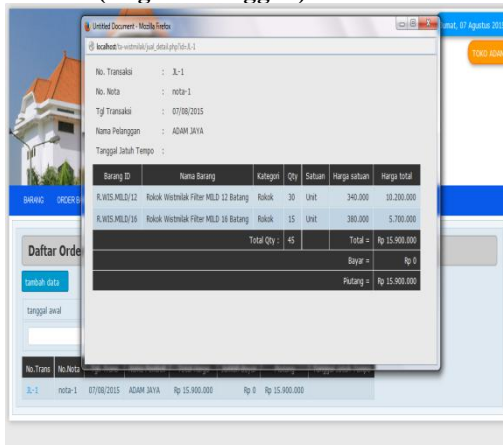 Untitled Document - Mozilla Firefox
localhost/ta-wistmilak/jual_detail.php?id=JL-1
umat, 07 Agustus 201
TOKO ADAM
No. Transaksi : JL-1
No. Nota : nota-1
Tgl Transaksi : 07/08/2015
Nama Pelanggan : ADAM JAYA
Tanggal Jatuh Tempo :
Barang ID Nama Barang Kategori Qty Satuan Harga satuan Harga total
R.WIS.MILD/12 Rokok Wistmilak Filter MILD 12 Batang Rokok 30 Unit 340.000 10.200.000
R.WIS.MILD/16 Rokok Wistmilak Filter MILD 16 Batang Rokok 15 Unit 380.000 5.700.000
Total Qty : 45 Total = Rp 15.900.000
Bayar = Rp 0
Piutang = Rp 15.900.000
BARANG ORDER B
Daftar Orde
tambah data
tanggal awal
No.Trans No.Nota
JL-1 nota-1 07/08/2015 ADAM JAYA Rp 15.900.000 Rp 0 Rp 15.900.000